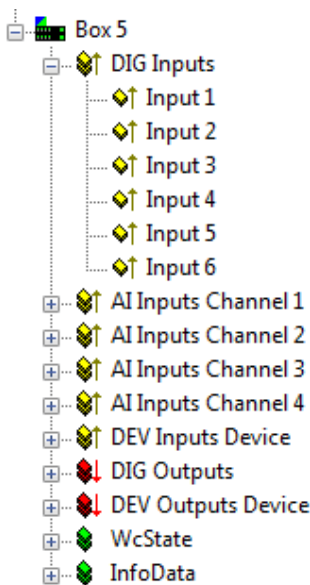 Box 5
DIG Inputs
Input 1
Input 2
Input 3
Input 4
Input 5
Input 6
AI Inputs Channel 1
AI Inputs Channel 2
AI Inputs Channel 3
AI Inputs Channel 4
DEV Inputs Device
DIG Outputs
DEV Outputs Device
WcState
InfoData